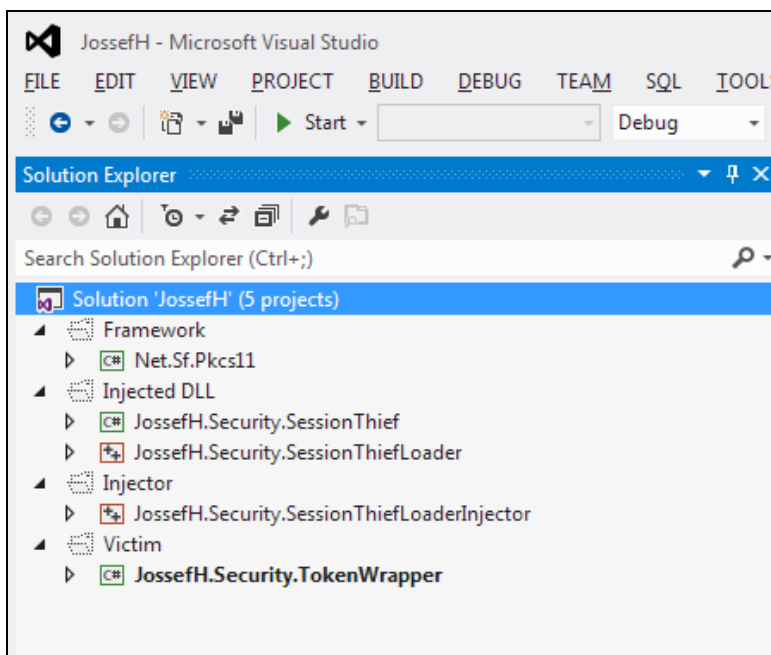 JossefH - Microsoft Visual Studio
FILE EDIT VIEW PROJECT BUILD DEBUG TEAM SQL TOOLS
Start Debug
Solution Explorer
Search Solution Explorer (Ctrl+;)
Solution 'JossefH' (5 projects)
Framework
C# Net.Sf.Pkcs11
Injected DLL
C# JossefH.Security.SessionThief
++ JossefH.Security.SessionThiefLoader
Injector
++ JossefH.Security.SessionThiefLoaderInjector
Victim
C# JossefH.Security.TokenWrapper